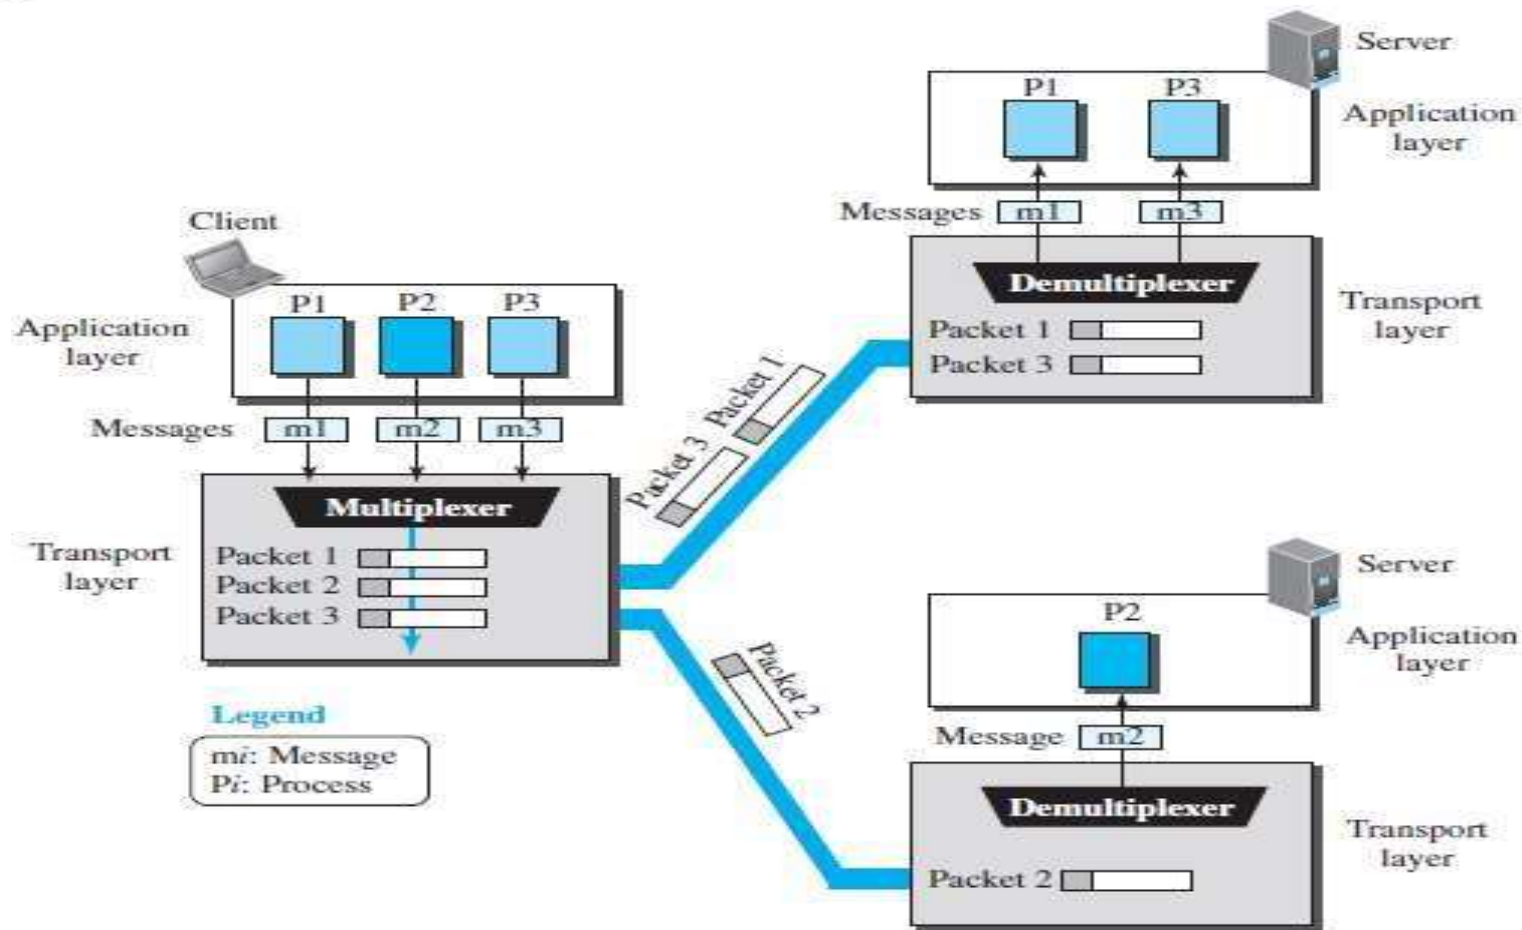 Server
P1 P3
Application
layer
Messages m1 m3
Demultiplexer
Packet 1
Packet 3
Transport
layer
Client
P1 P2 P3
Application
layer
Messages m1 m2 m3
Multiplexer
Packet 1
Packet 2
Packet 3
Transport
layer
Packet 1
Packet 3
Packet 2
Server
P2
Application
layer
Message m2
Demultiplexer
Packet 2
Transport
layer
Legend
mi: Message
Pi: Process